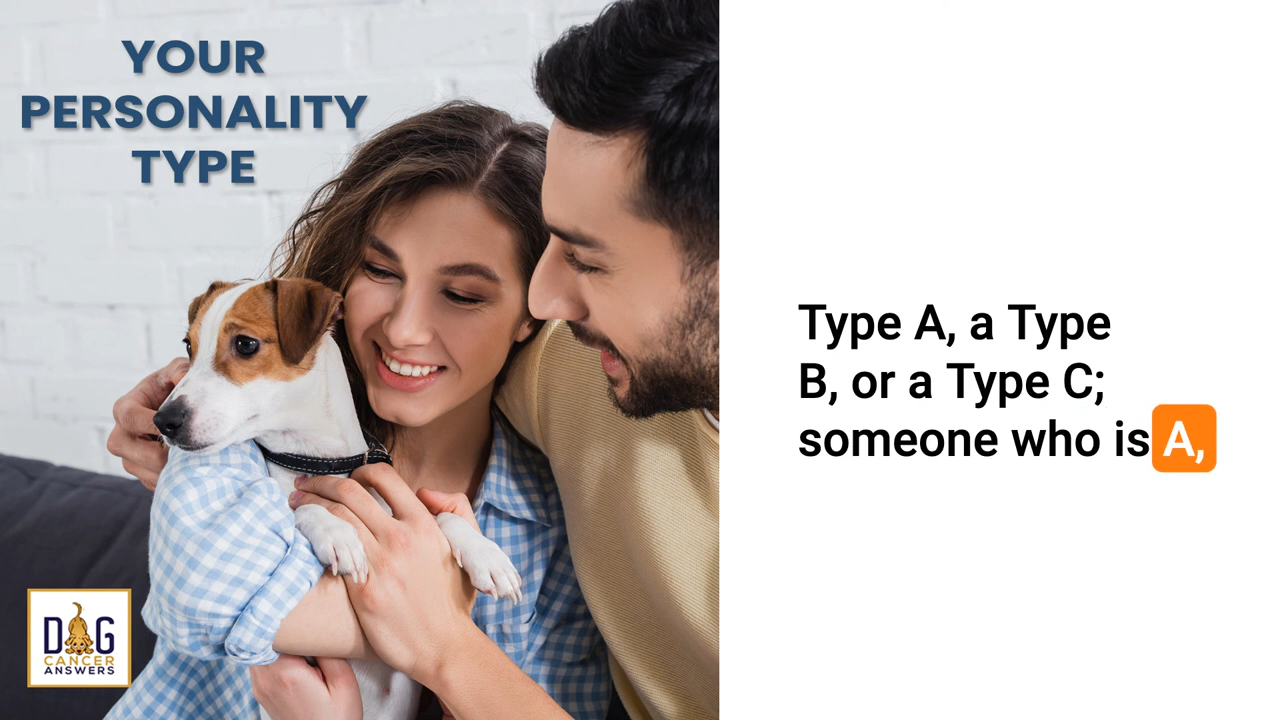 YOUR
PERSONALITY
TYPE
Type A, a Type
B, or a Type C;
someone who is A,
DOG
CANCER
ANSWERS